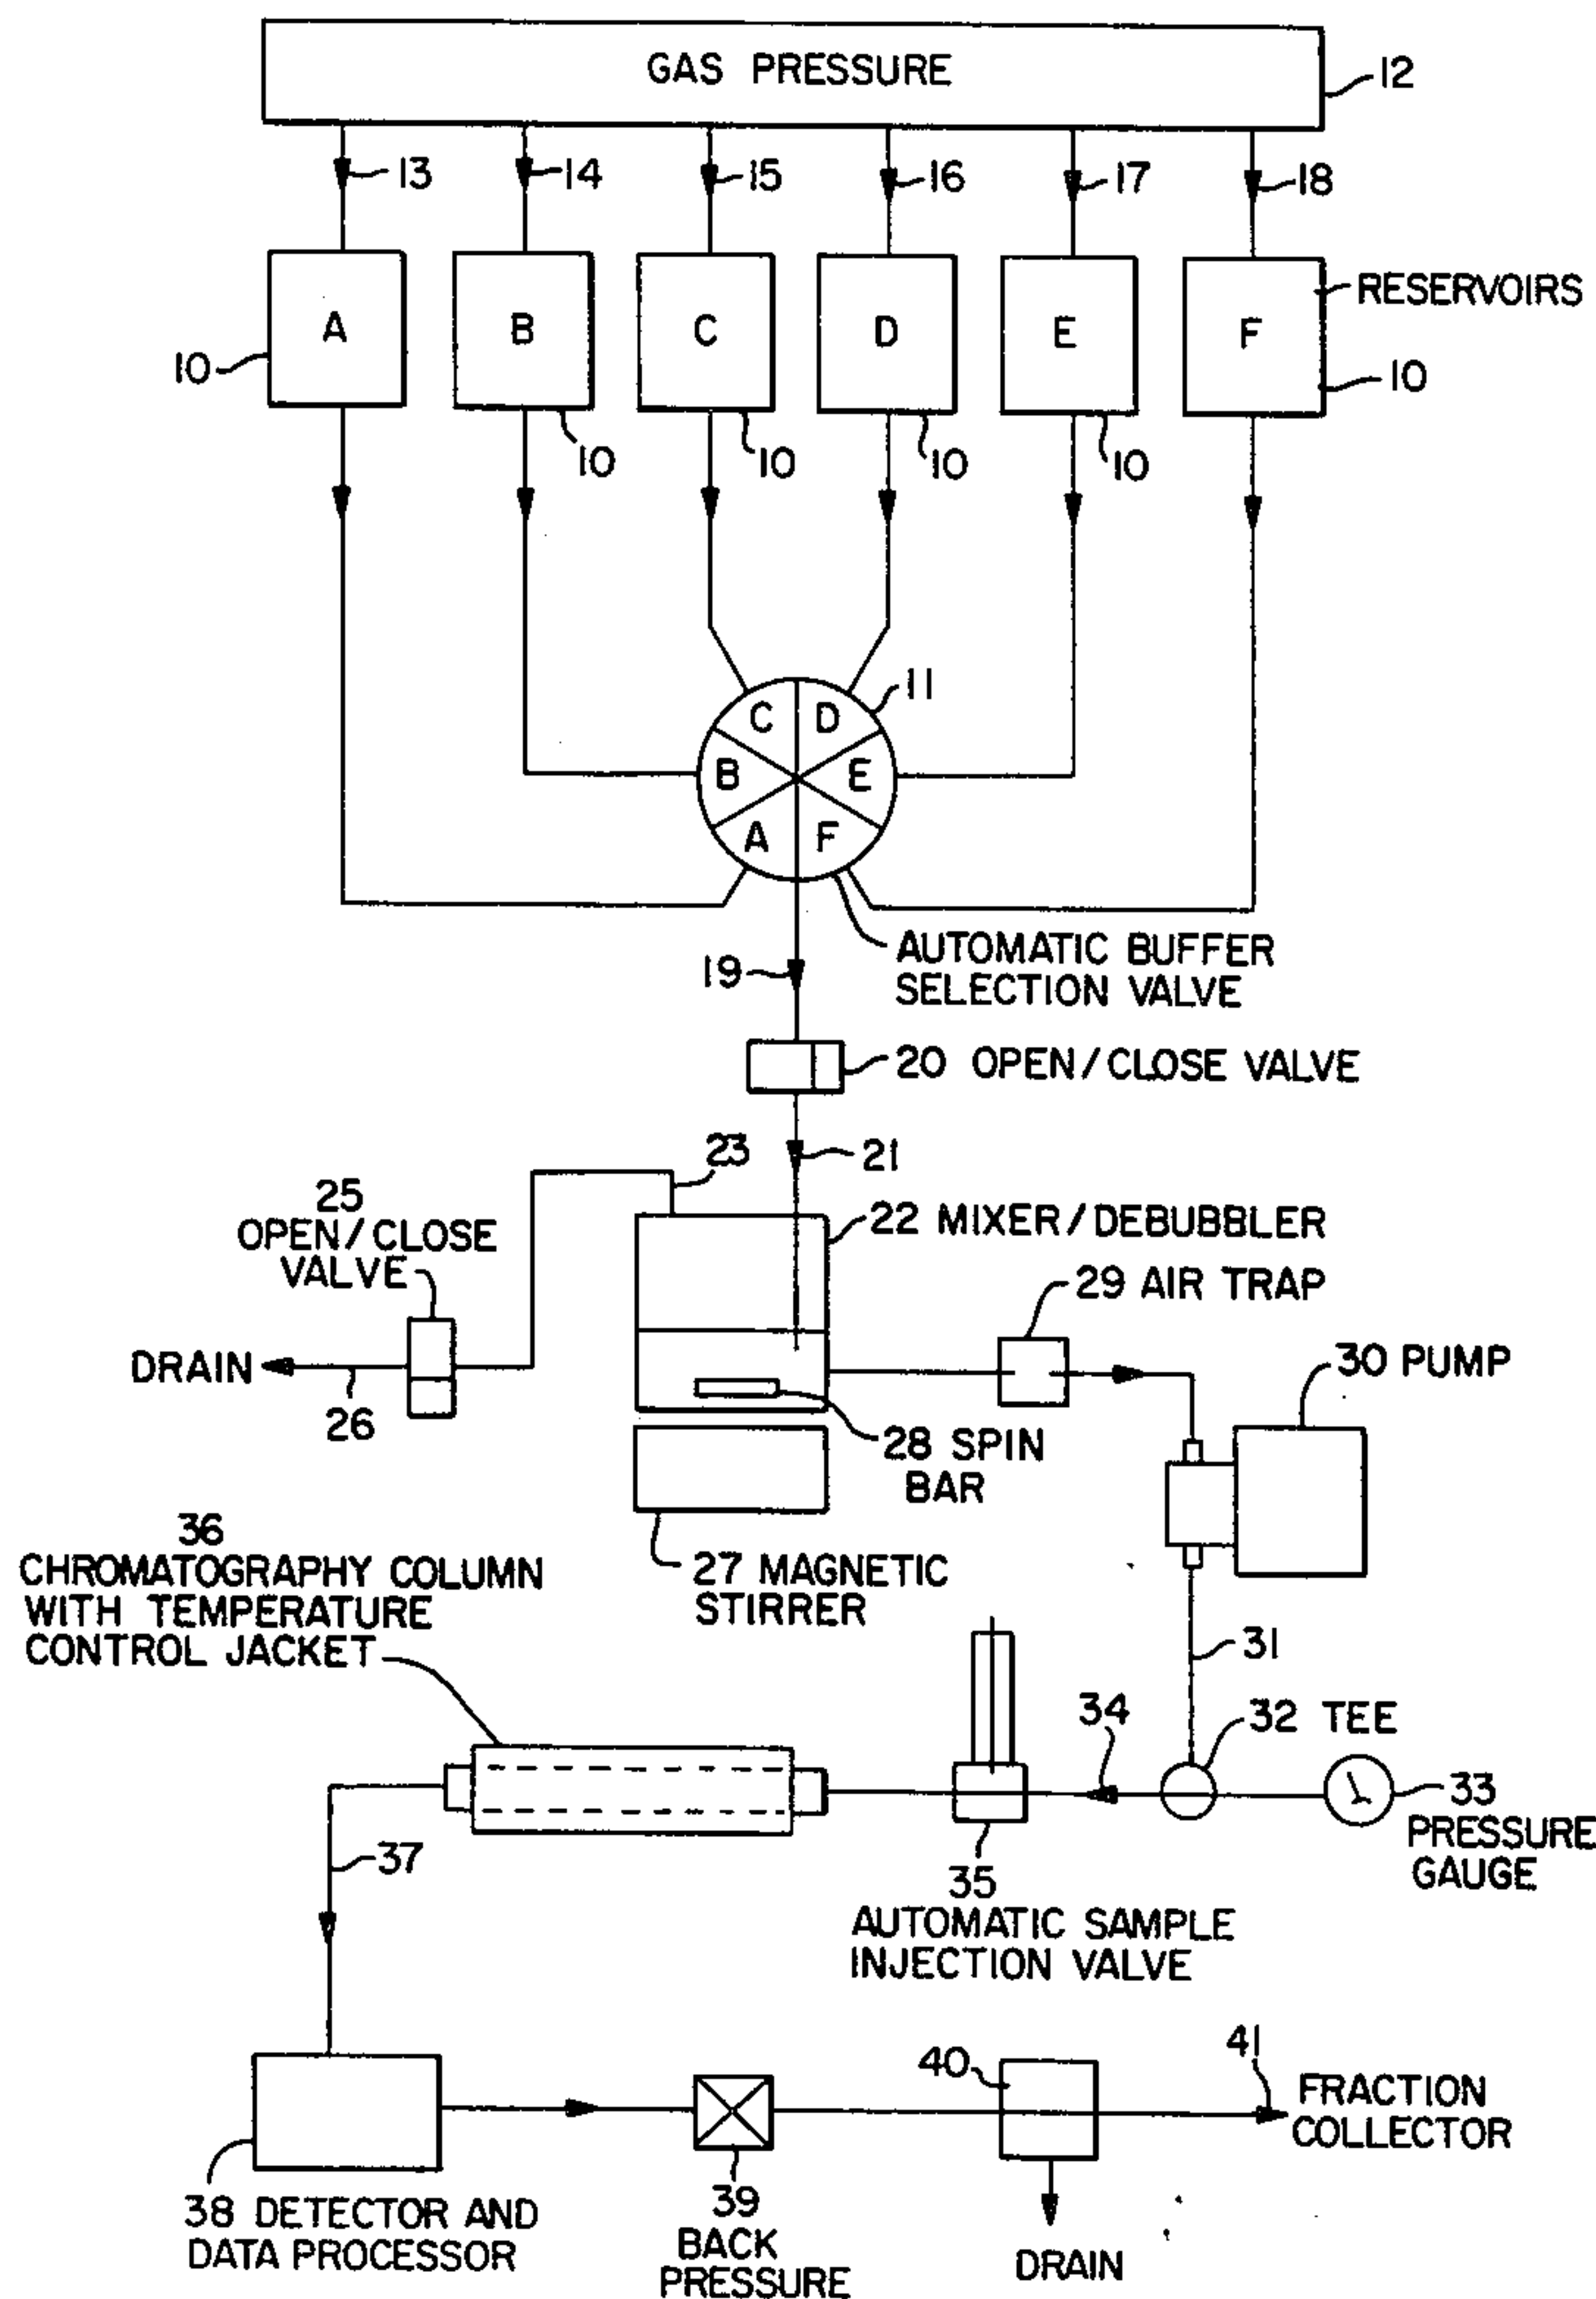 GAS PRESSURE
12
13
14
15
16
17
18
A
B
C
D
E
F
RESERVOIRS
10
10
10
10
10
10
11
C
D
B
E
A
F
AUTOMATIC BUFFER
SELECTION VALVE
19
20 OPEN/CLOSE VALVE
23
21
25
OPEN/CLOSE
VALVE
22 MIXER/DEBUBBLER
29 AIR TRAP
DRAIN
26
30 PUMP
28 SPIN
BAR
27 MAGNETIC
STIRRER
36
CHROMATOGRAPHY COLUMN
WITH TEMPERATURE
CONTROL JACKET
31
34
32 TEE
33
PRESSURE
GAUGE
35
AUTOMATIC SAMPLE
INJECTION VALVE
37
40
41
FRACTION
COLLECTOR
38 DETECTOR AND
DATA PROCESSOR
39
BACK
PRESSURE
DRAIN